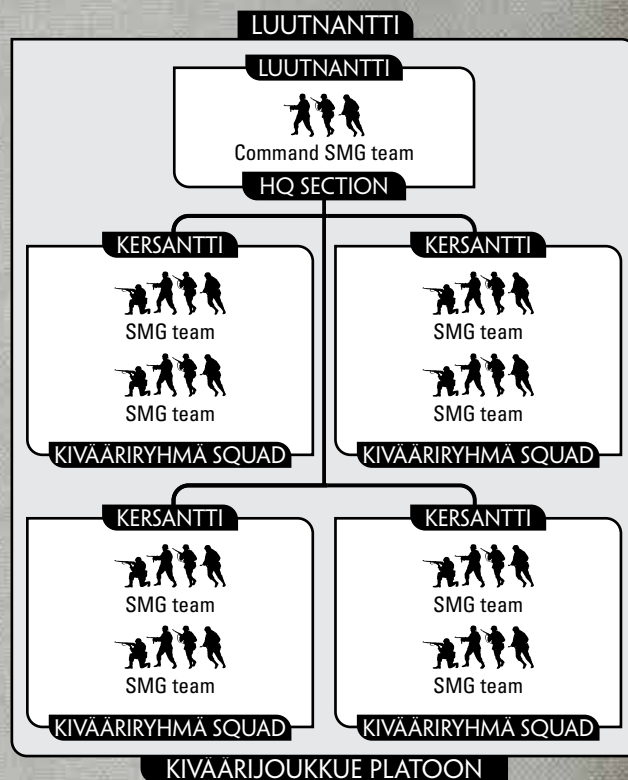 LUUTNANTTI
LUUTNANTTI
Command SMG team
HQ SECTION
KERSANTTI
SMG team
SMG team
KIVÄÄRIRYHMÄ SQUAD
KERSANTTI
SMG team
SMG team
KIVÄÄRIRYHMÄ SQUAD
KERSANTTI
SMG team
SMG team
KIVÄÄRIRYHMÄ SQUAD
KERSANTTI
SMG team
SMG team
KIVÄÄRIRYHMÄ SQUAD
KIVÄÄRIJOUKKUE PLATOON